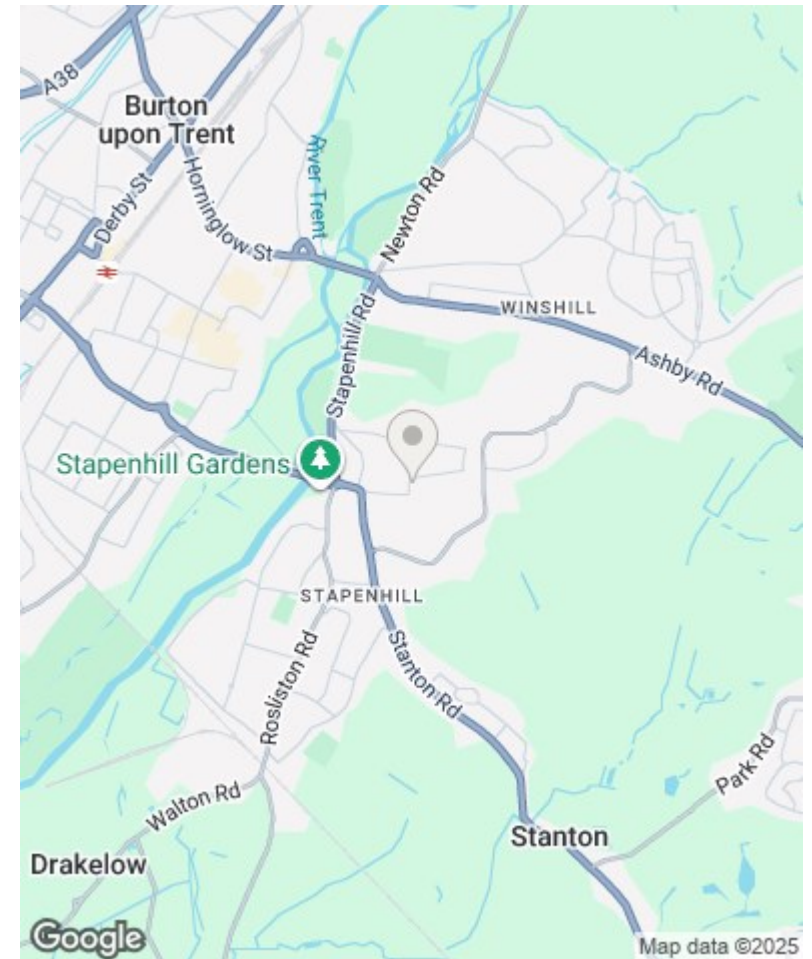 A38
Burton
upon Trent
Derby St
Horninglow St
River Trent
Newton Rd
WINSHILL
Ashby Rd
Stapenhill Rd
Stapenhill Gardens
STAPENHILL
Stanton Rd
Rosliston Rd
Walton Rd
Park Rd
Stanton
Drakelow
Google
Map data ©2025